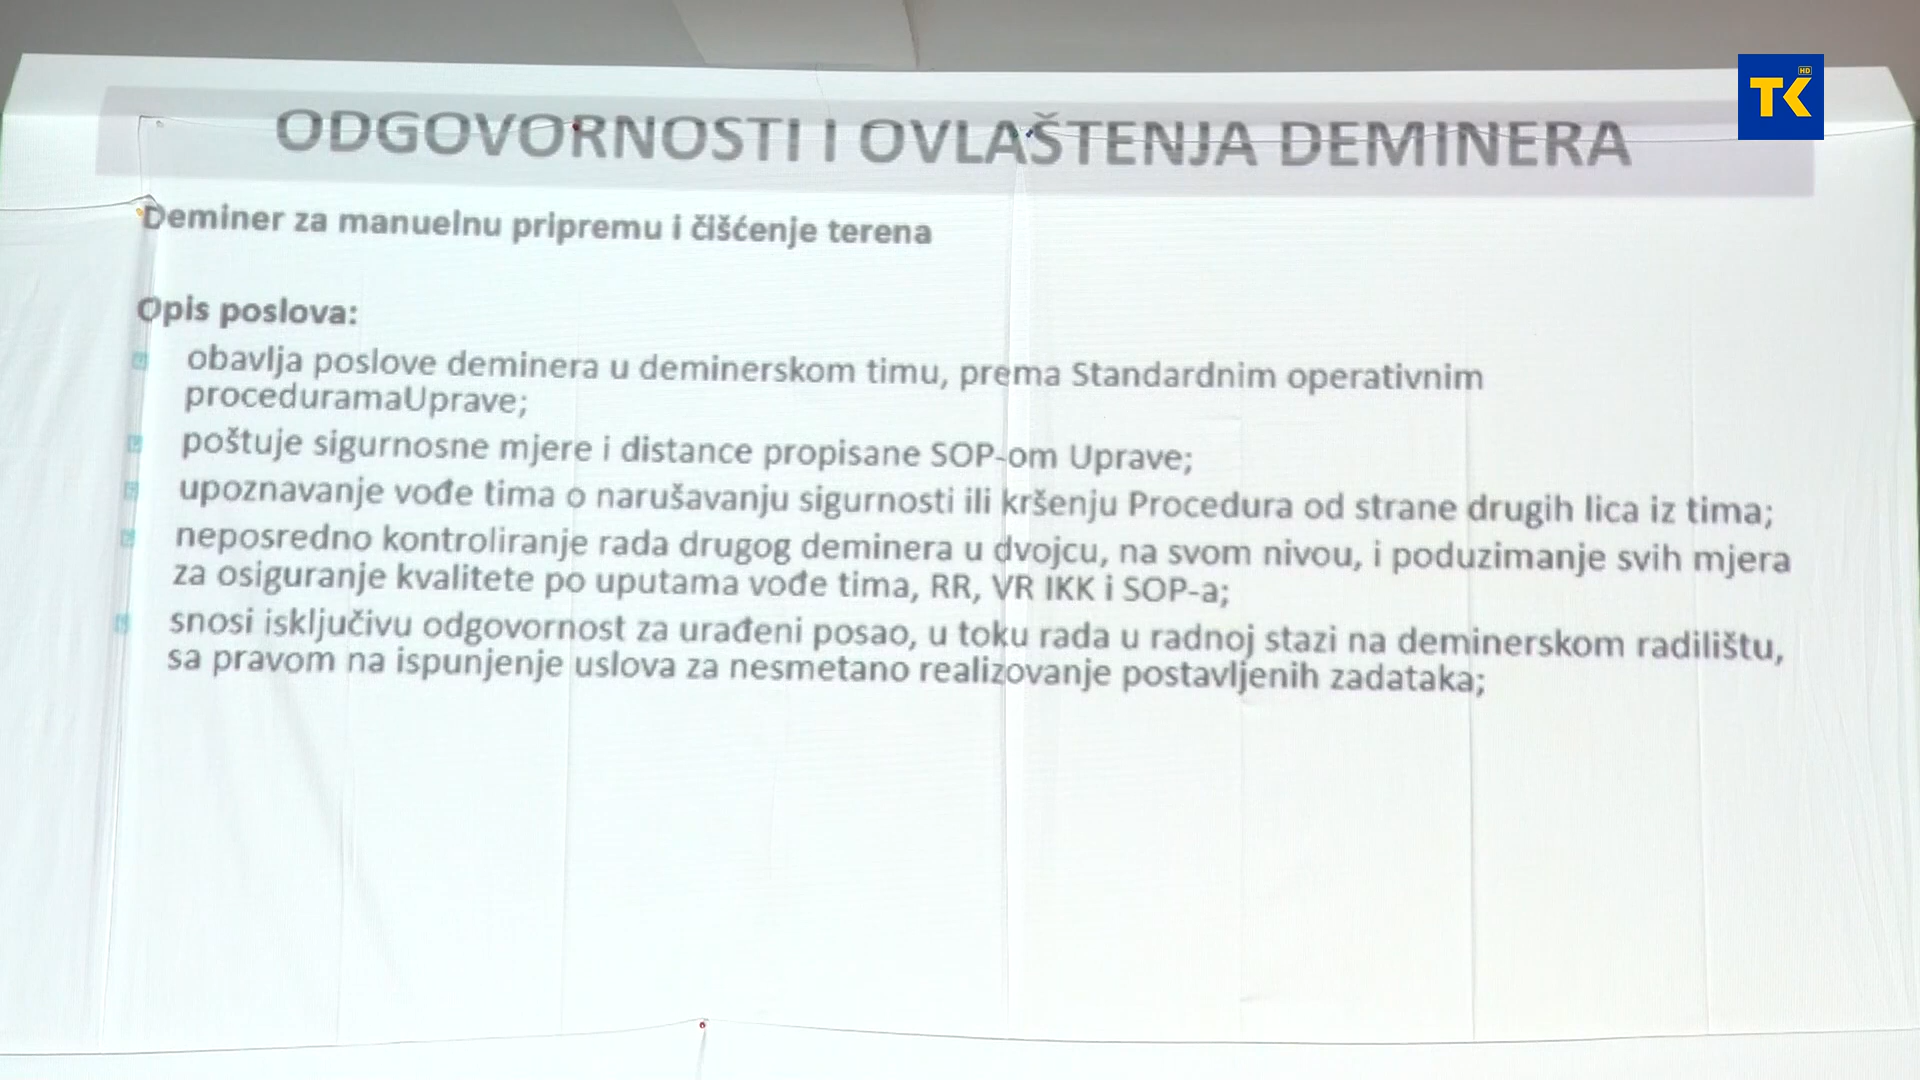 TK HD
ODGOVORNOSTI I OVLAŠTENJA DEMINERA
Deminer za manuelnu pripremu i čišćenje terena
Opis poslova:
obavlja poslove deminera u deminerskom timu, prema Standardnim operativnim
proceduramaUprave;
poštuje sigurnosne mjere i distance propisane SOP-om Uprave;
upoznavanje vođe tima o narušavanju sigurnosti ili kršenju Procedura od strane drugih lica iz tima;
neposredno kontroliranje rada drugog deminera u dvojcu, na svom nivou, i poduzimanje svih mjera
za osiguranje kvalitete po uputama vođe tima, RR, VR IKK i SOP-a;
snosi isključivu odgovornost za urađeni posao, u toku rada u radnoj stazi na deminerskom radilištu,
sa pravom na ispunjenje uslova za nesmetano realizovanje postavljenih zadataka;